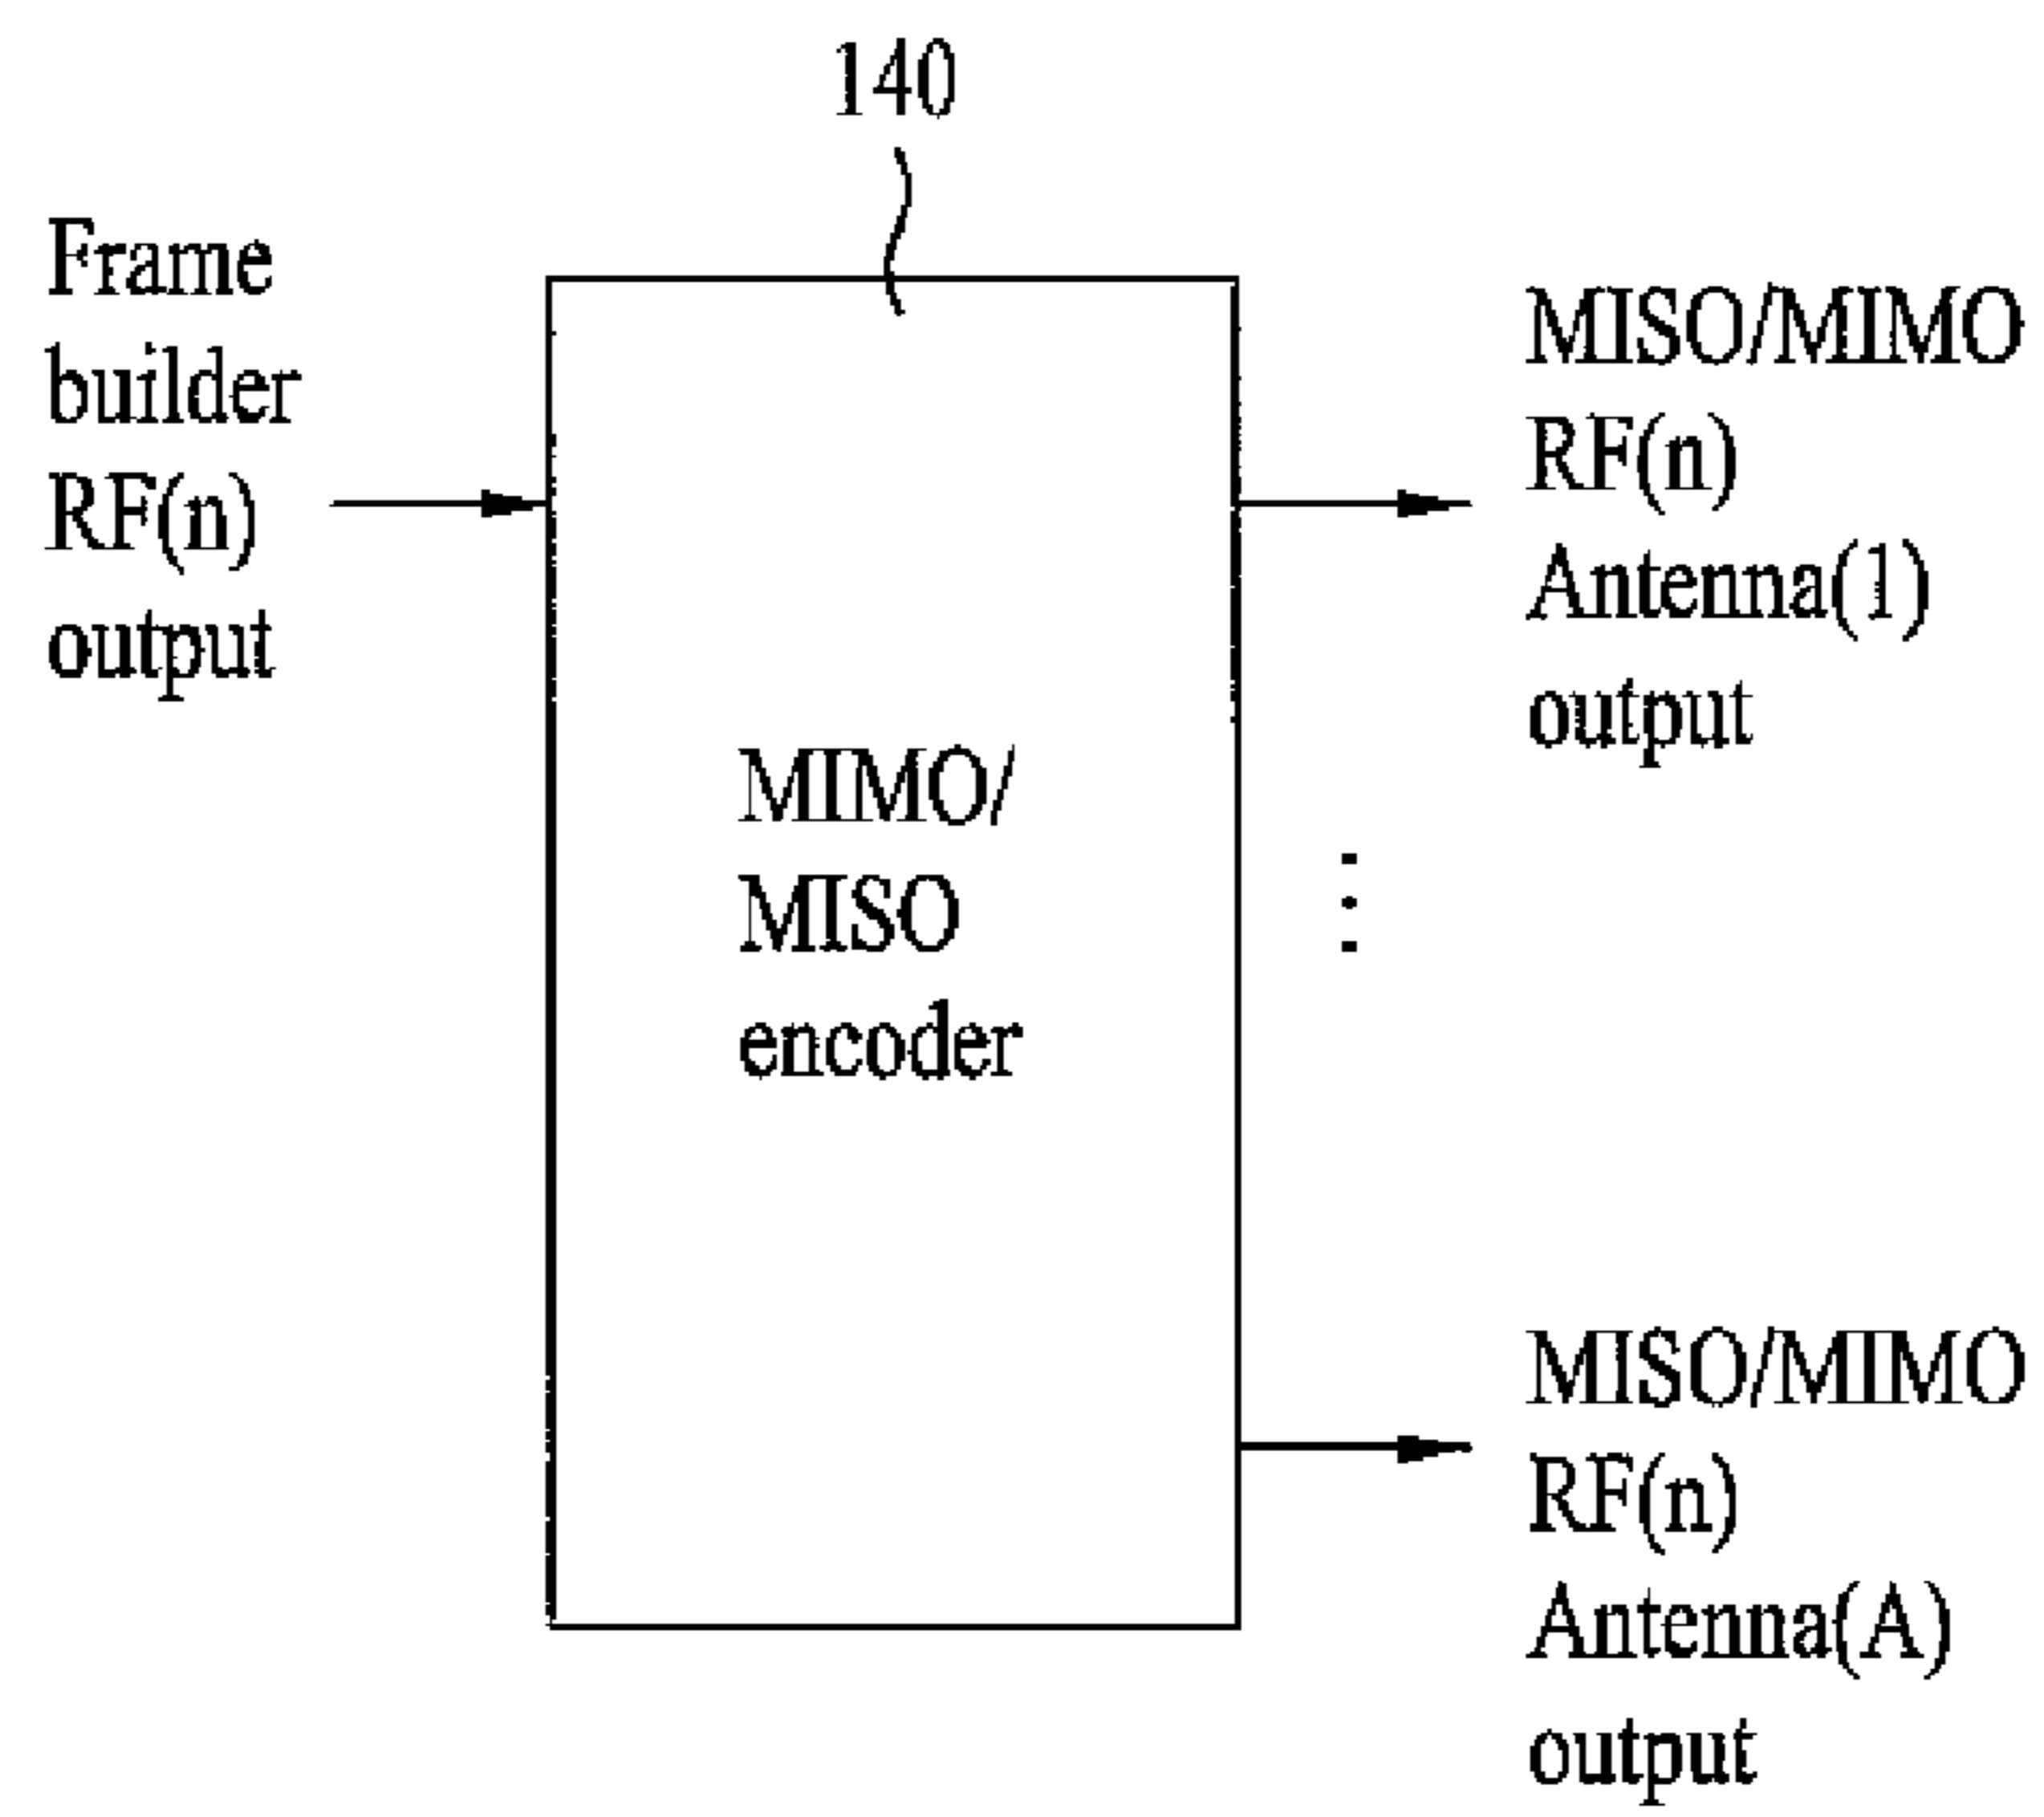 140
Frame
builder
RF(n)
output
MIMO/
MISO
encoder
MISO/MIMO
RF(n)
Antenna(1)
output
MISO/MIMO
RF(n)
Antenna(A)
output